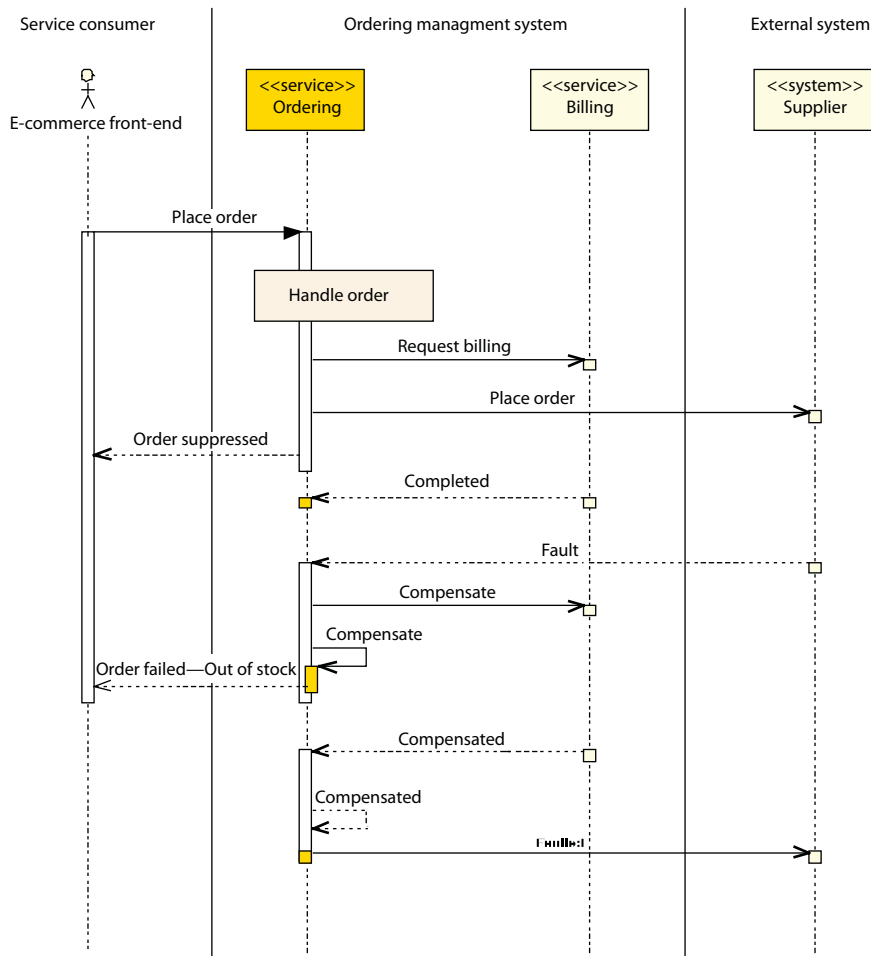 Service consumer
Ordering managment system
External system
E-commerce front-end
<<service>>
Ordering
<<service>>
Billing
<<system>>
Supplier
Place order
Handle order
Request billing
Place order
Order suppressed
Completed
Fault
Compensate
Compensate
Order failed—Out of stock
Compensated
Compensated